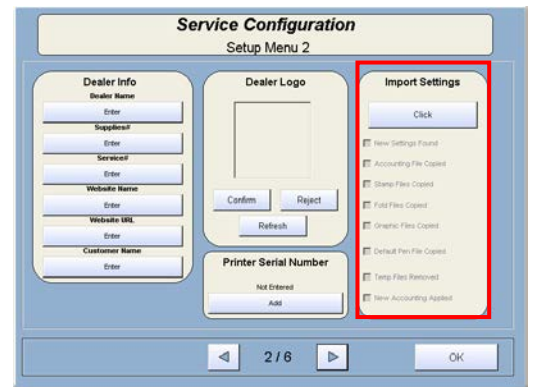 Service Configuration
Setup Menu 2
Dealer Info
Dealer Name
Enter
Supplies#
Enter
Service#
Enter
Website Name
Enter
Website URL
Enter
Customer Name
Enter
Dealer Logo
Confirm
Reject
Refresh
Printer Serial Number
Not Entered
Add
Import Settings
Click
New Settings Found
Accounting File Copied
Stamp Files Copied
Fold Files Copied
Graphic Files Copied
Default Pen File Copied
Temp Files Removed
New Accounting Applied
2 / 6
OK